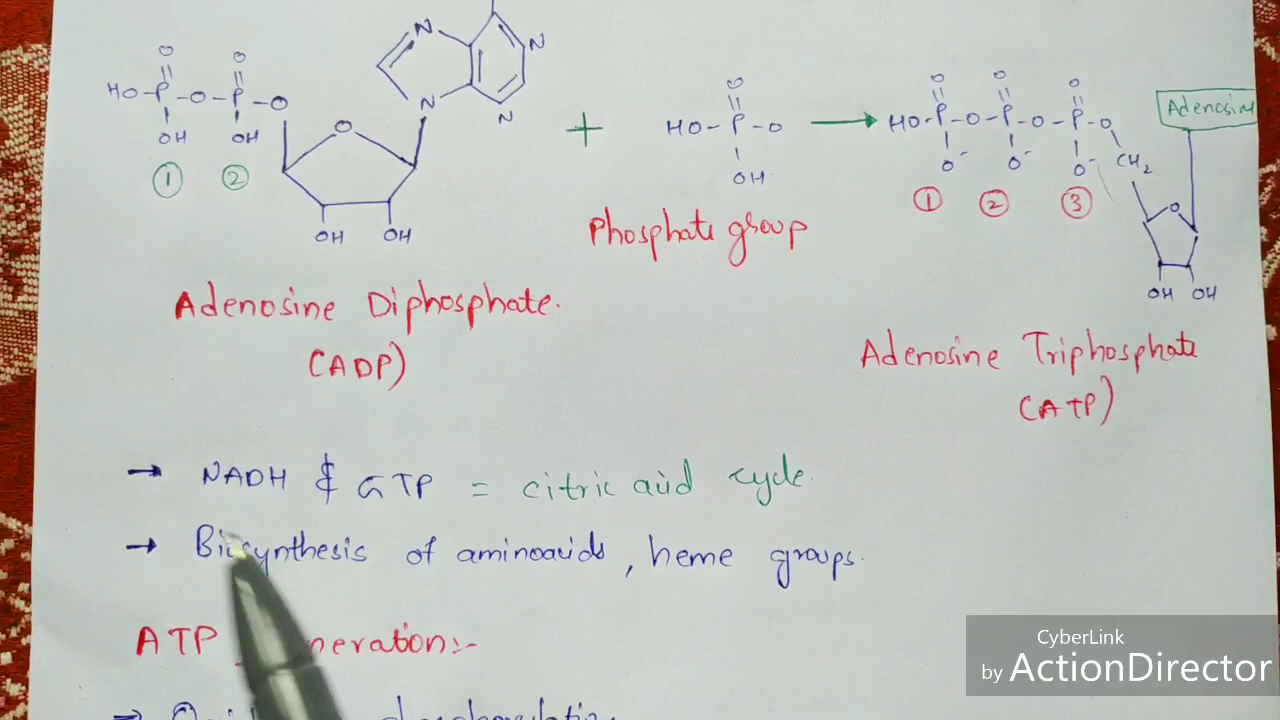 N
N
N
N
O O
HO-P-O-P-O
OH OH
O
OH OH
① ②
+
O
HO-P-O
OH
O O O
HO-P-O-P-O-P-O
O⁻ O⁻ O⁻
CH₂
① ② ③
Adenosin
O
OH OH
Phosphate group
Adenosine Diphosphate.
(ADP)
Adenosine Triphosphate
(ATP)
→ NADH & GTP = citric acid cycle.
→ Biosynthesis of aminoacids, heme groups.
ATP neration:-
CyberLink
by ActionDirector